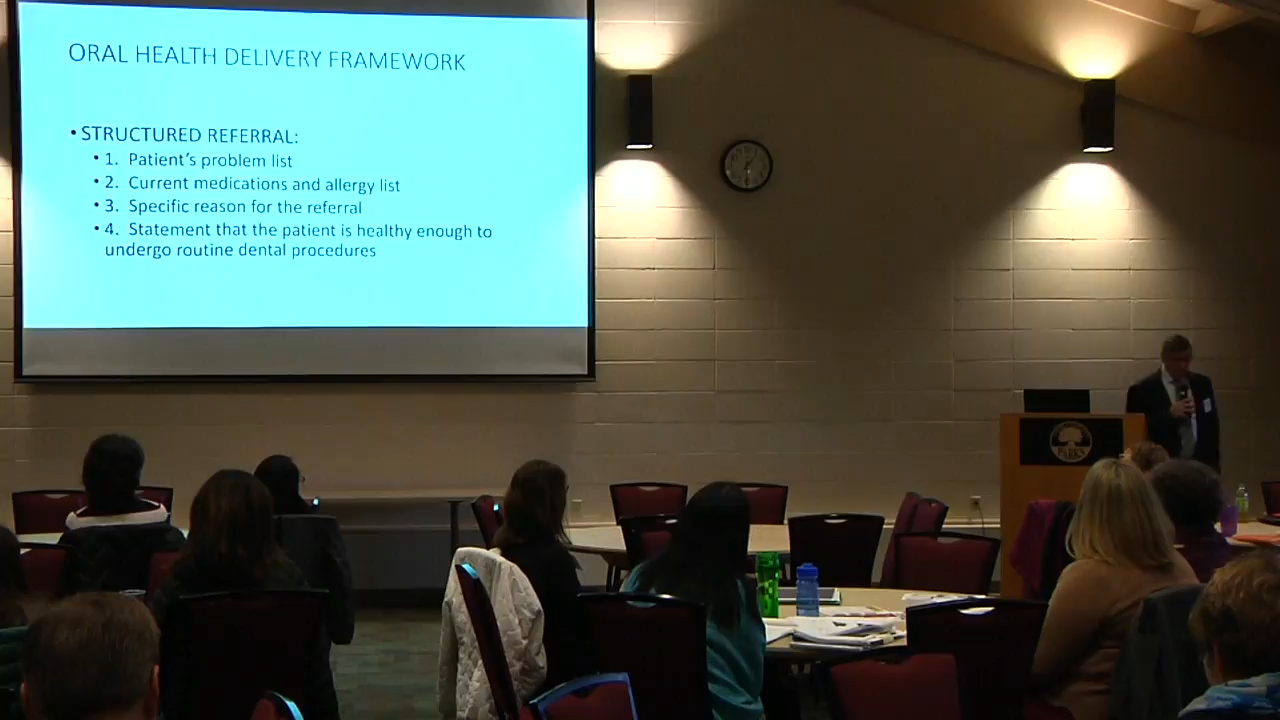 ORAL HEALTH DELIVERY FRAMEWORK
• STRUCTURED REFERRAL:
• 1. Patient's problem list
• 2. Current medications and allergy list
• 3. Specific reason for the referral
• 4. Statement that the patient is healthy enough to
undergo routine dental procedures
PARKS